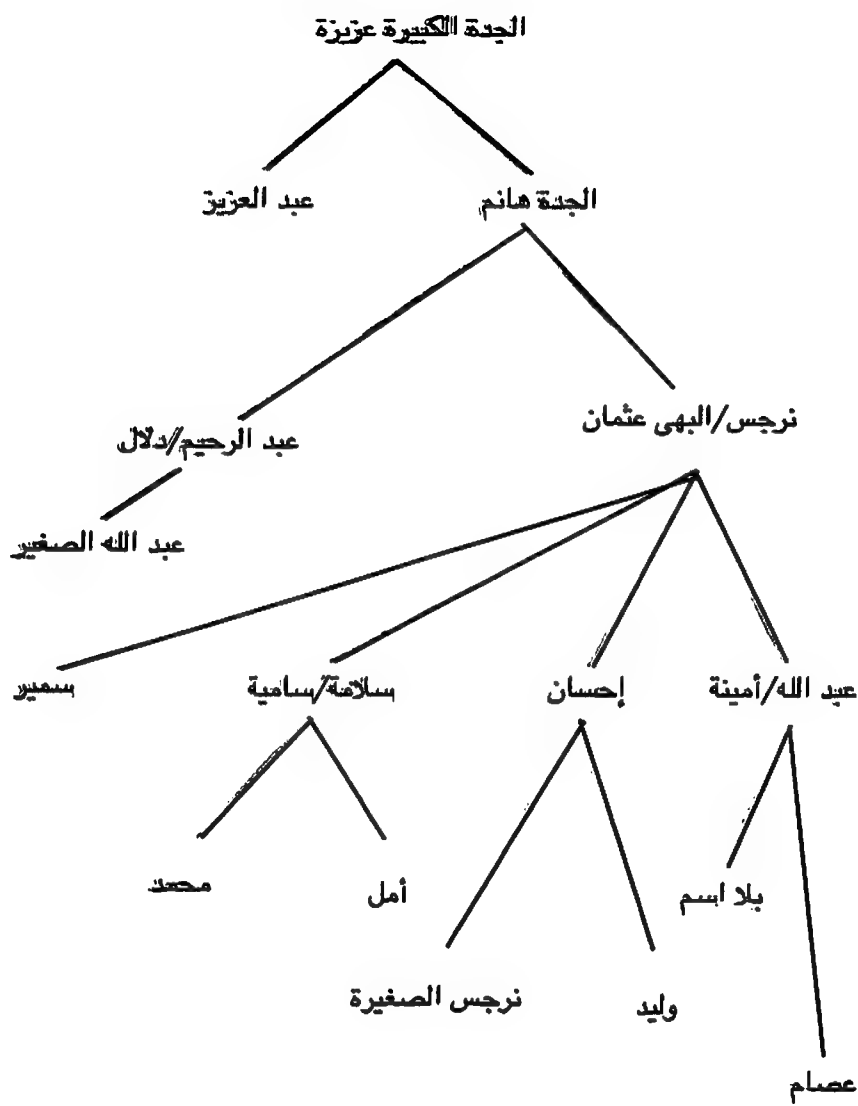 الجدة الكبيرة عزيزة
الجدة هانم
عبد العزيز
نرجس/البهى عثمان
عبد الرحيم/دلال
عبد الله الصغير
عبد الله/أمينة
إحسان
سلامة/سامية
سمير
بلا اسم
أمل
محمد
وليد
نرجس الصغيرة
عصام